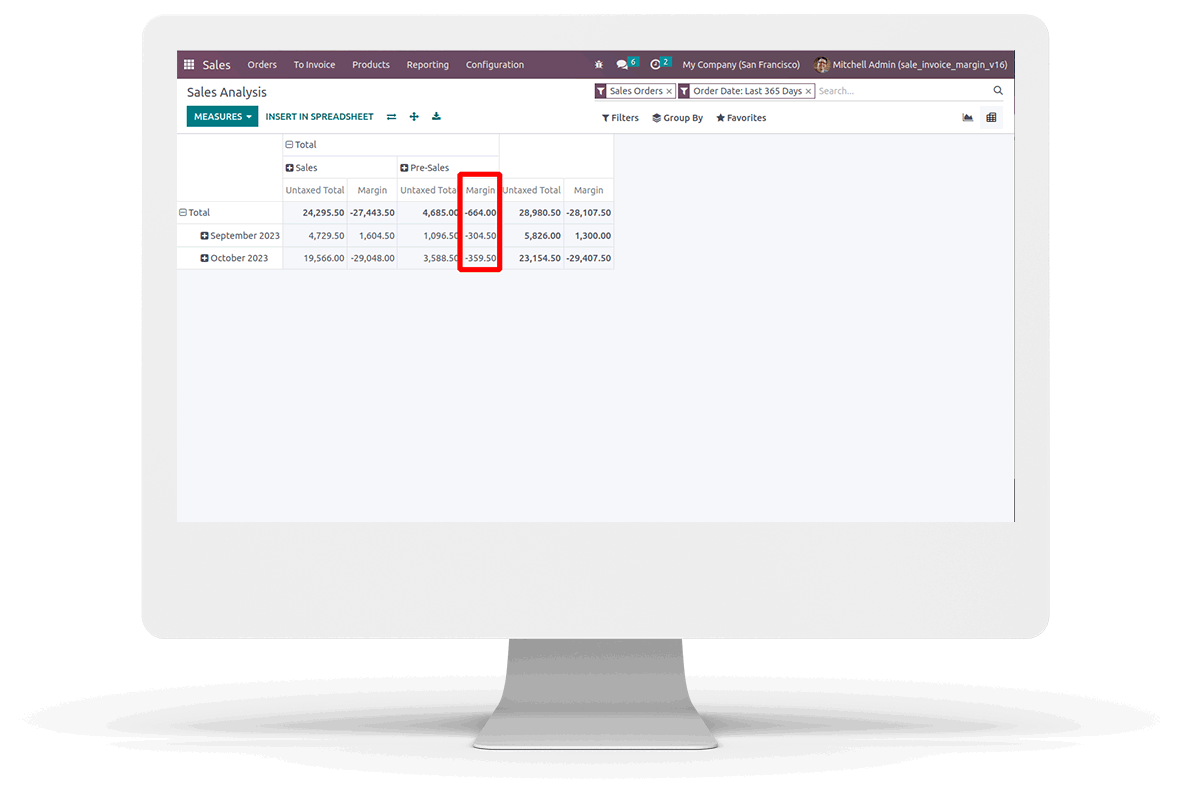 Sales Orders To Invoice Products Reporting Configuration 6 2 My Company (San Francisco) Mitchell Admin (sale_invoice_margin_v16)
Sales Analysis Sales Orders × Order Date: Last 365 Days × Search...
MEASURES INSERT IN SPREADSHEET Filters Group By Favorites
Total
Sales Pre-Sales
Untaxed Total Margin Untaxed Total Margin Untaxed Total Margin
Total 24,295.50 -27,443.50 4,685.00 -664.00 28,980.50 -28,107.50
September 2023 4,729.50 1,604.50 1,096.50 -304.50 5,826.00 1,300.00
October 2023 19,566.00 -29,048.00 3,588.50 -359.50 23,154.50 -29,407.50